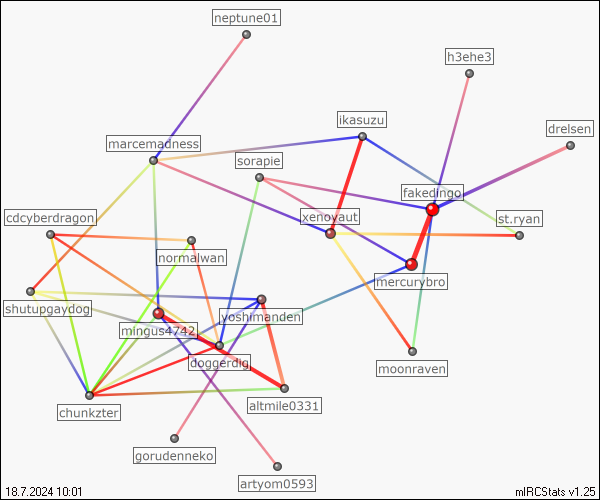 neptune01
h3ehe3
ikasuzu
drelsen
marcemadness
sorapie
fakedingo
xenoyaut
st.ryan
cdcyberdragon
normalwan
mercurybro
shutupgaydog
yoshimanden
mingus4742
doggerdig
moonraven
chunkzter
altmile0331
gorudenneko
artyom0593
18.7.2024 10:01
mIRCStats v1.25